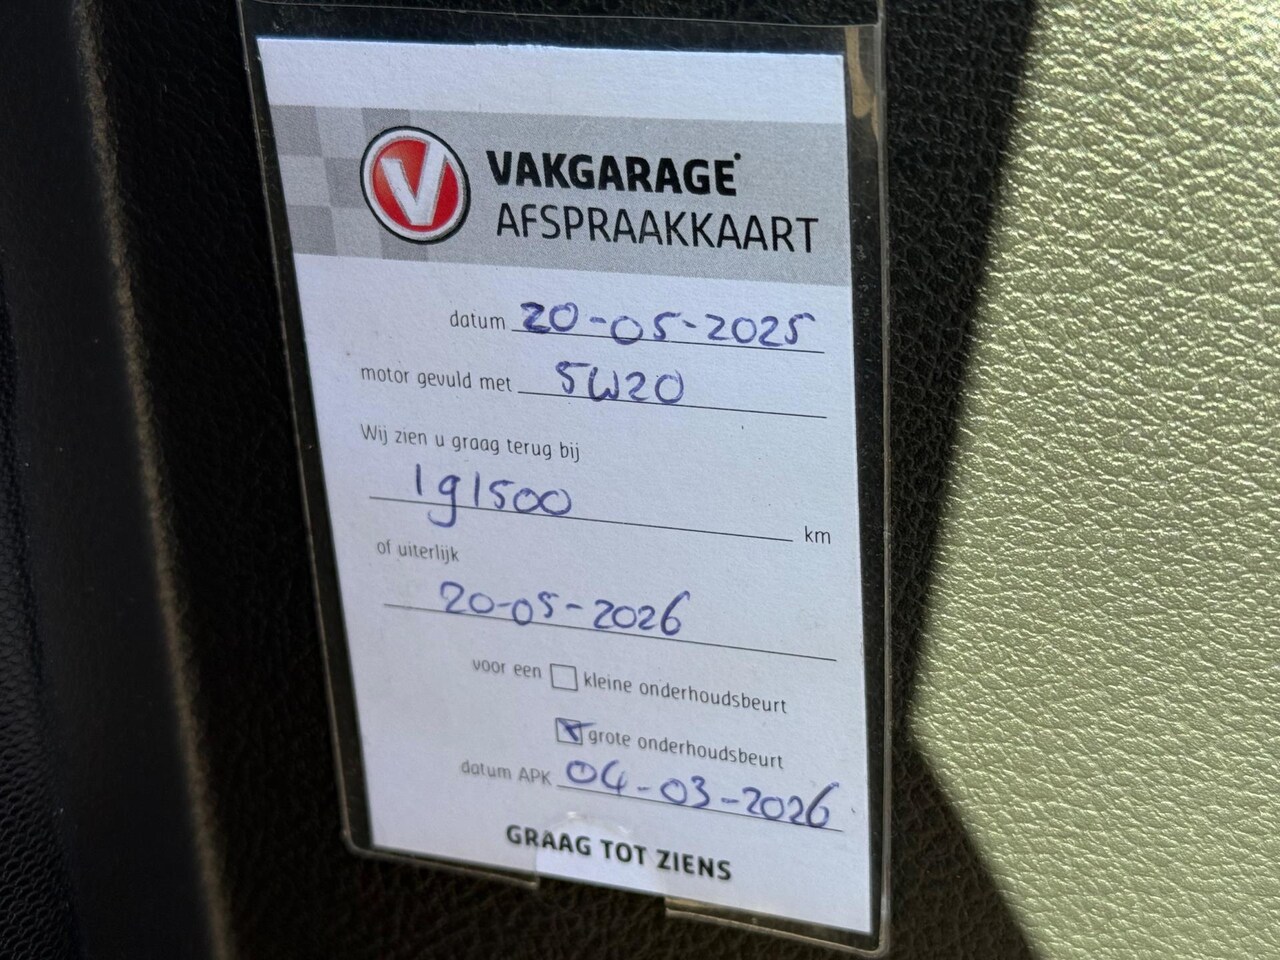 V VAKGARAGE
AFSPRAAKKAART
datum 20-05-2025
motor gevuld met 5W20
Wij zien u graag terug bij
191500 km
of uiterlijk
20-05-2026
voor een kleine onderhoudsbeurt
grote onderhoudsbeurt
datum APK 04-03-2026
GRAAG TOT ZIENS